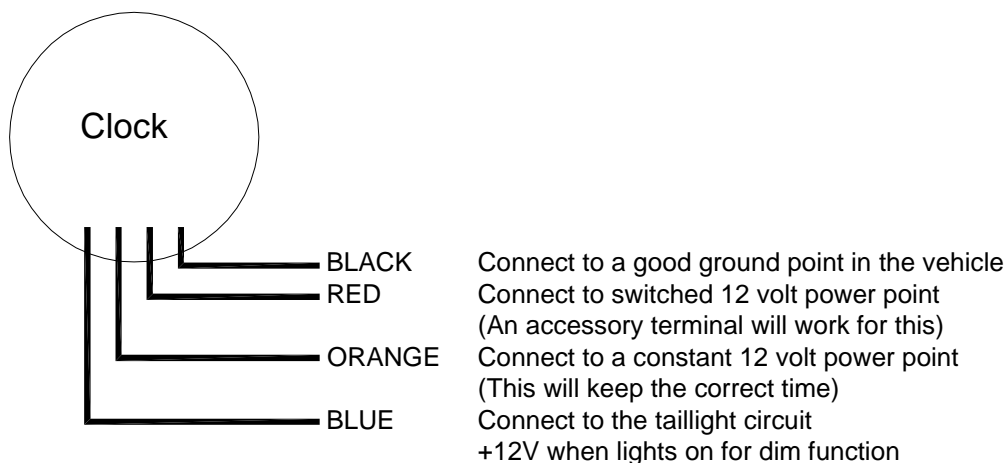 Clock
BLACK Connect to a good ground point in the vehicle
RED Connect to switched 12 volt power point
(An accessory terminal will work for this)
ORANGE Connect to a constant 12 volt power point
(This will keep the correct time)
BLUE Connect to the taillight circuit
+12V when lights on for dim function